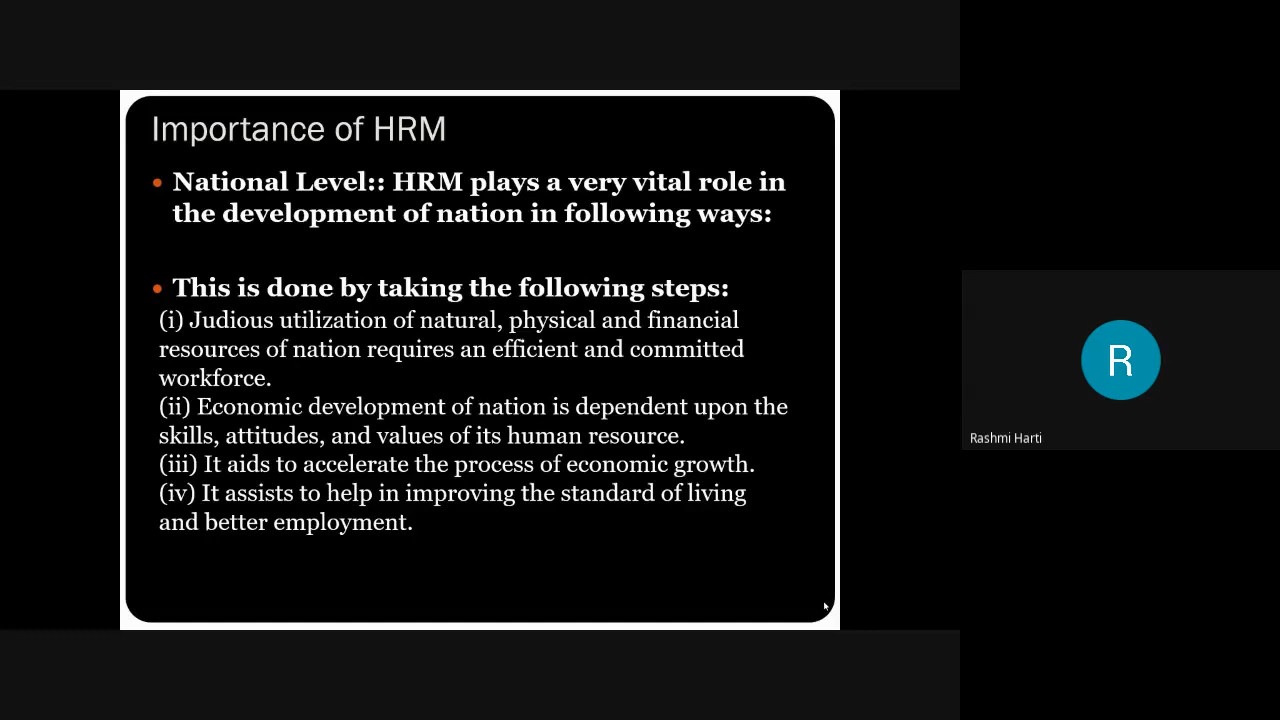 Importance of HRM
• National Level:: HRM plays a very vital role in
the development of nation in following ways:
• This is done by taking the following steps:
(i) Judious utilization of natural, physical and financial
resources of nation requires an efficient and committed
workforce.
(ii) Economic development of nation is dependent upon the
skills, attitudes, and values of its human resource.
(iii) It aids to accelerate the process of economic growth.
(iv) It assists to help in improving the standard of living
and better employment.
R
Rashmi Harti